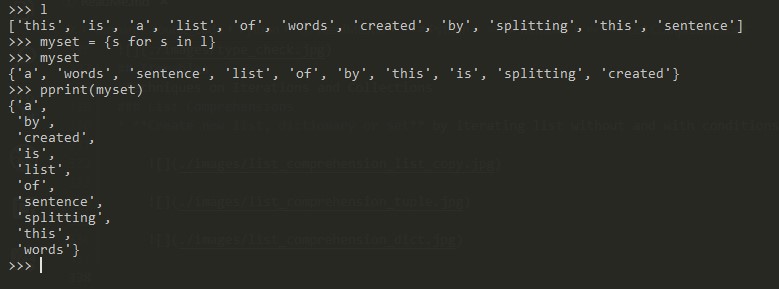 >>> l
['this', 'is', 'a', 'list', 'of', 'words', 'created', 'by', 'splitting', 'this', 'sentence']
>>> myset = {s for s in l}
>>> myset
{'a', 'words', 'sentence', 'list', 'of', 'by', 'this', 'is', 'splitting', 'created'}
>>> pprint(myset)
{'a',
 'by',
 'created',
 'is',
 'list',
 'of',
 'sentence',
 'splitting',
 'this',
 'words'}
>>>